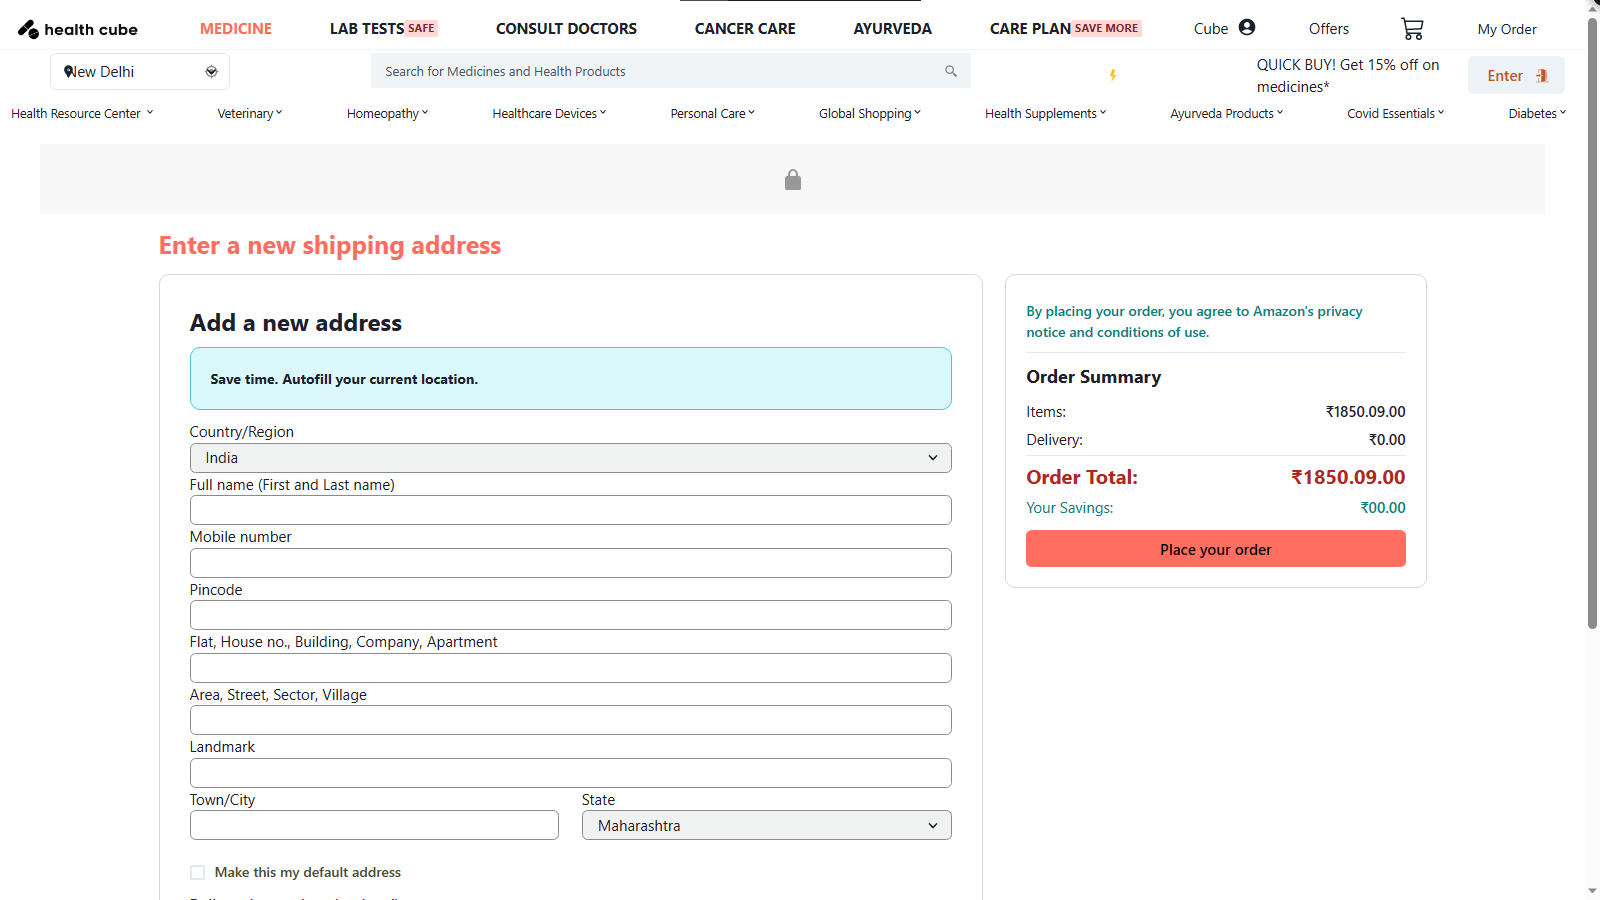 health cube
MEDICINE
LAB TESTS SAFE
CONSULT DOCTORS
CANCER CARE
AYURVEDA
CARE PLAN SAVE MORE
Cube
Offers
My Order
New Delhi
Search for Medicines and Health Products
QUICK BUY! Get 15% off on
medicines*
Enter
Health Resource Center
Veterinary
Homeopathy
Healthcare Devices
Personal Care
Global Shopping
Health Supplements
Ayurveda Products
Covid Essentials
Diabetes
Enter a new shipping address
Add a new address
Save time. Autofill your current location.
Country/Region
India
Full name (First and Last name)
Mobile number
Pincode
Flat, House no., Building, Company, Apartment
Area, Street, Sector, Village
Landmark
Town/City
State
Maharashtra
Make this my default address
By placing your order, you agree to Amazon's privacy
notice and conditions of use.
Order Summary
Items: ₹1850.09.00
Delivery: ₹0.00
Order Total: ₹1850.09.00
Your Savings: ₹00.00
Place your order